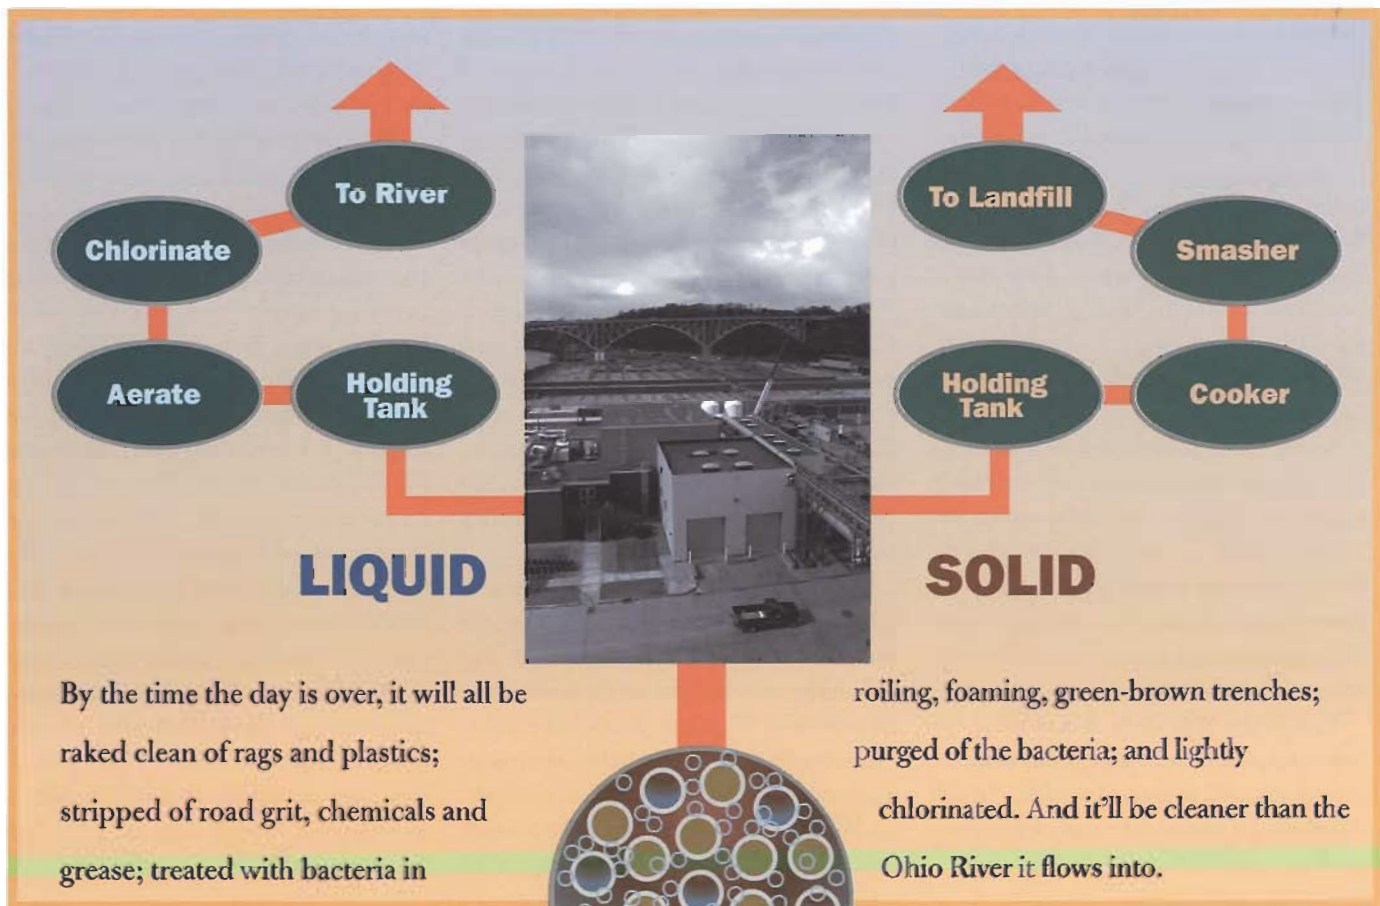 To River
Chlorinate
Aerate
Holding
Tank
LIQUID
To Landfill
Smasher
Cooker
Holding
Tank
SOLID
By the time the day is over, it will all be
raked clean of rags and plastics;
stripped of road grit, chemicals and
grease; treated with bacteria in
roiling, foaming, green-brown trenches;
purged of the bacteria; and lightly
chlorinated. And it'll be cleaner than the
Ohio River it flows into.